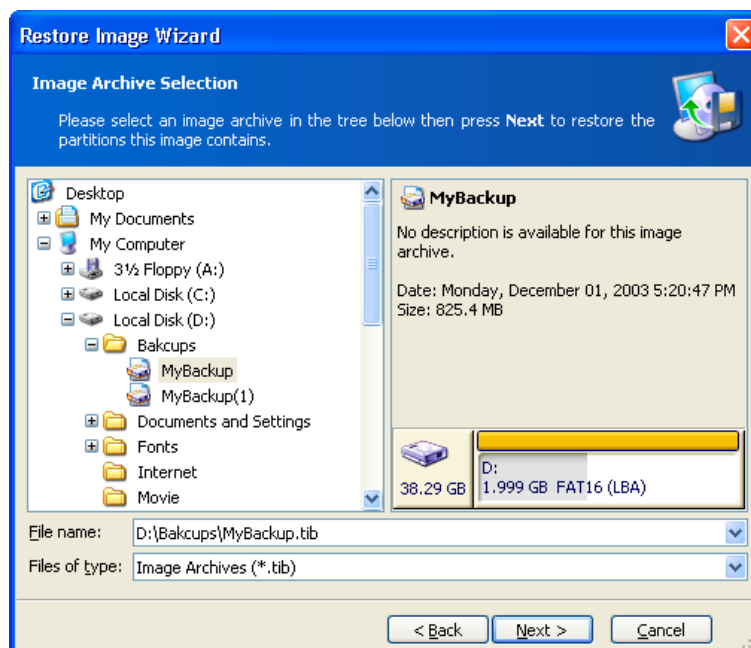 Restore Image Wizard
Image Archive Selection
Please select an image archive in the tree below then press Next to restore the
partitions this image contains.
Desktop
My Documents
My Computer
3½ Floppy (A:)
Local Disk (C:)
Local Disk (D:)
Bakcups
MyBackup
MyBackup(1)
Documents and Settings
Fonts
Internet
Movie
MyBackup
No description is available for this image
archive.
Date: Monday, December 01, 2003 5:20:47 PM
Size: 825.4 MB
38.29 GB
D:
1.999 GB FAT16 (LBA)
File name: D:\Bakcups\MyBackup.tib
Files of type: Image Archives (*.tib)
< Back Next > Cancel